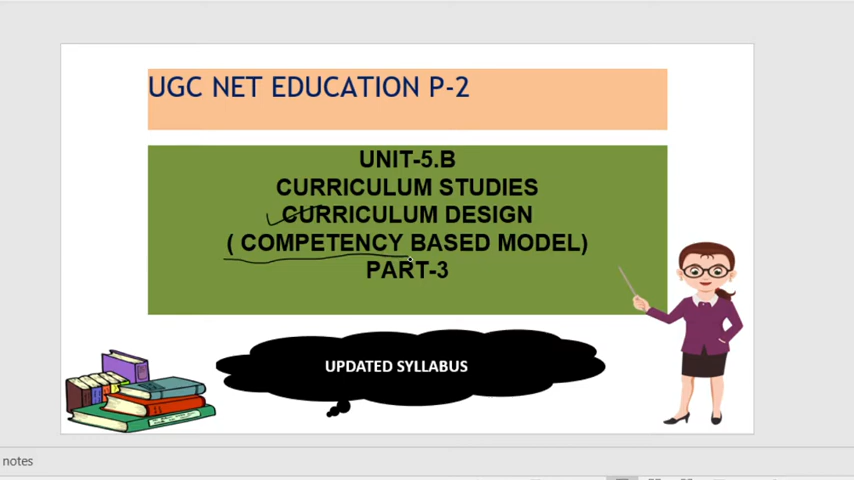 UGC NET EDUCATION P-2
UNIT-5.B
CURRICULUM STUDIES
CURRICULUM DESIGN
( COMPETENCY BASED MODEL)
PART-3
UPDATED SYLLABUS
notes